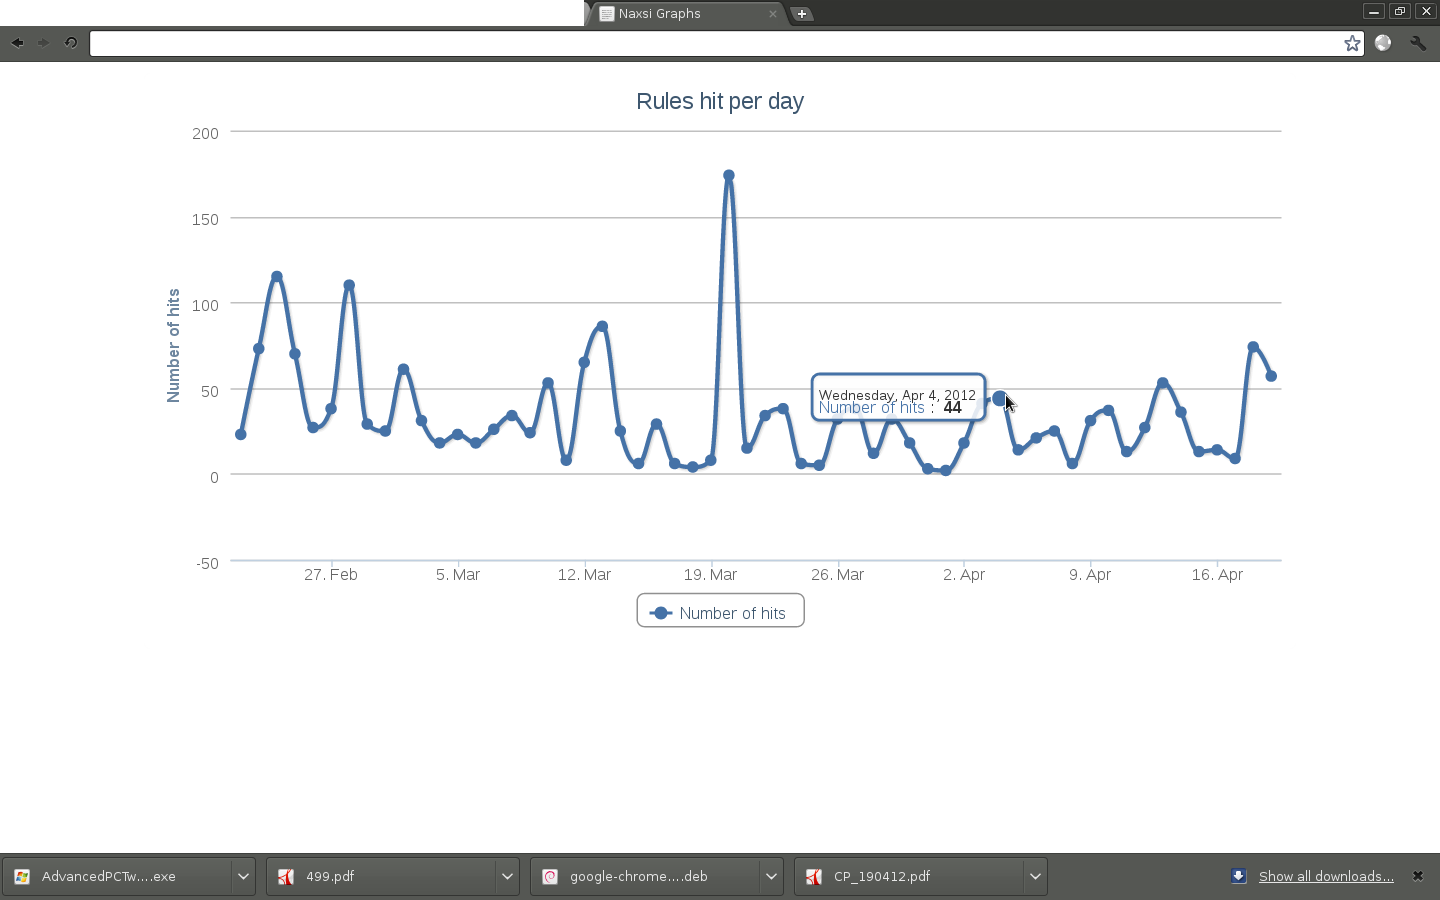 Naxsi Graphs
Rules hit per day
200
150
100
50
0
-50
Number of hits
Wednesday, Apr 4, 2012
Number of hits : 44
27. Feb 5. Mar 12. Mar 19. Mar 26. Mar 2. Apr 9. Apr 16. Apr
Number of hits
AdvancedPCTw....exe 499.pdf google-chrome....deb CP_190412.pdf Show all downloads...